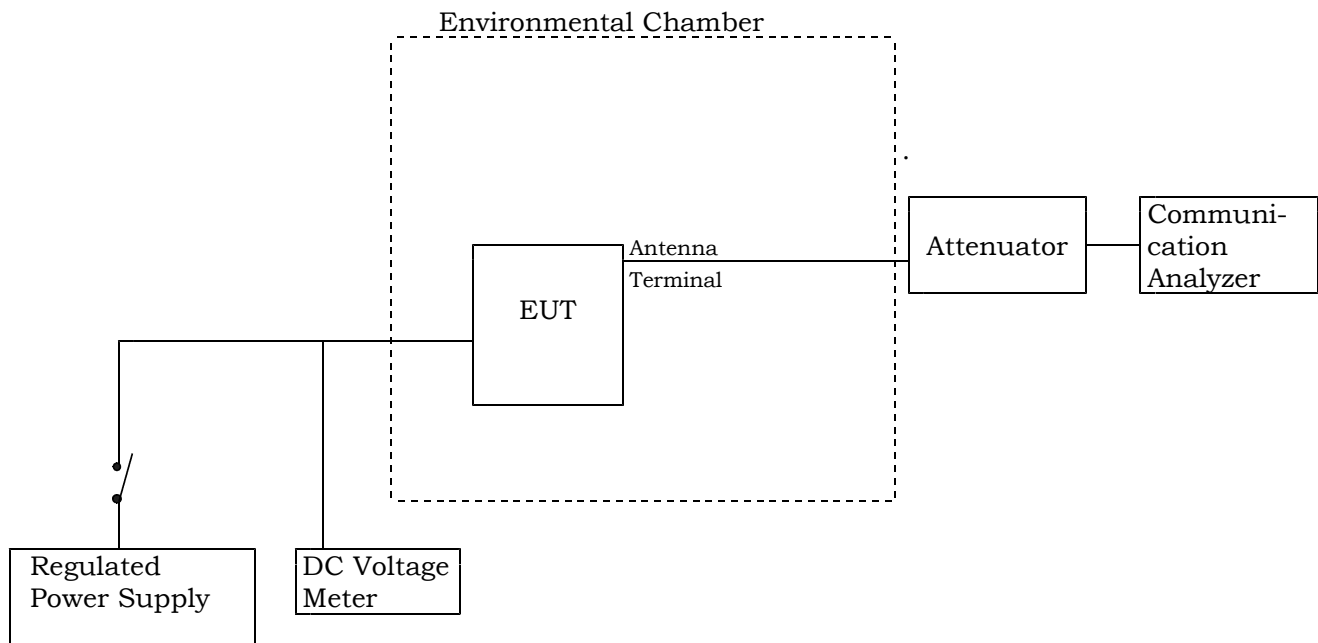 Environmental Chamber
Antenna
Terminal
EUT
Attenuator
Communi-
cation
Analyzer
Regulated
Power Supply
DC Voltage
Meter